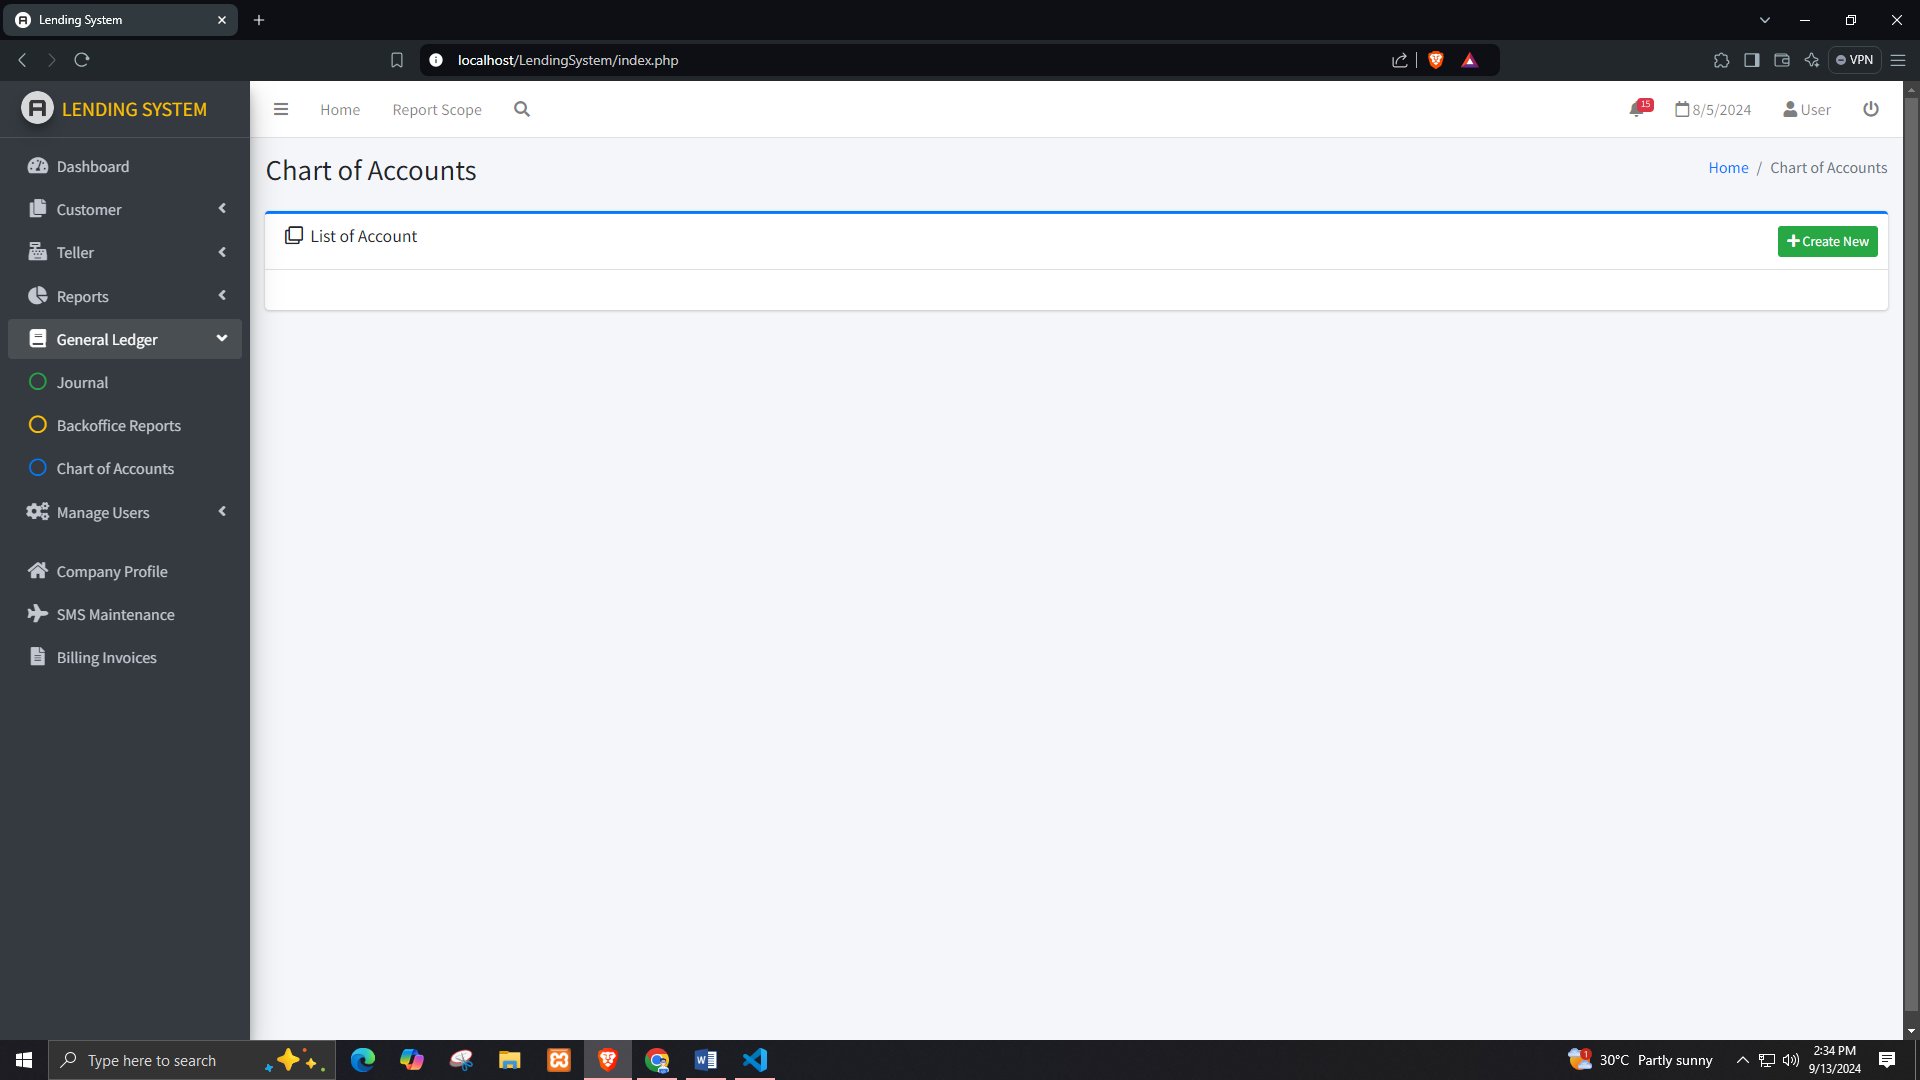 Lending System
localhost/LendingSystem/index.php
VPN
LENDING SYSTEM
Home
Report Scope
15
8/5/2024
User
Dashboard
Customer
Teller
Reports
General Ledger
Journal
Backoffice Reports
Chart of Accounts
Manage Users
Company Profile
SMS Maintenance
Billing Invoices
Chart of Accounts
Home / Chart of Accounts
List of Account
Create New
Type here to search
1
30°C Partly sunny
2:34 PM
9/13/2024